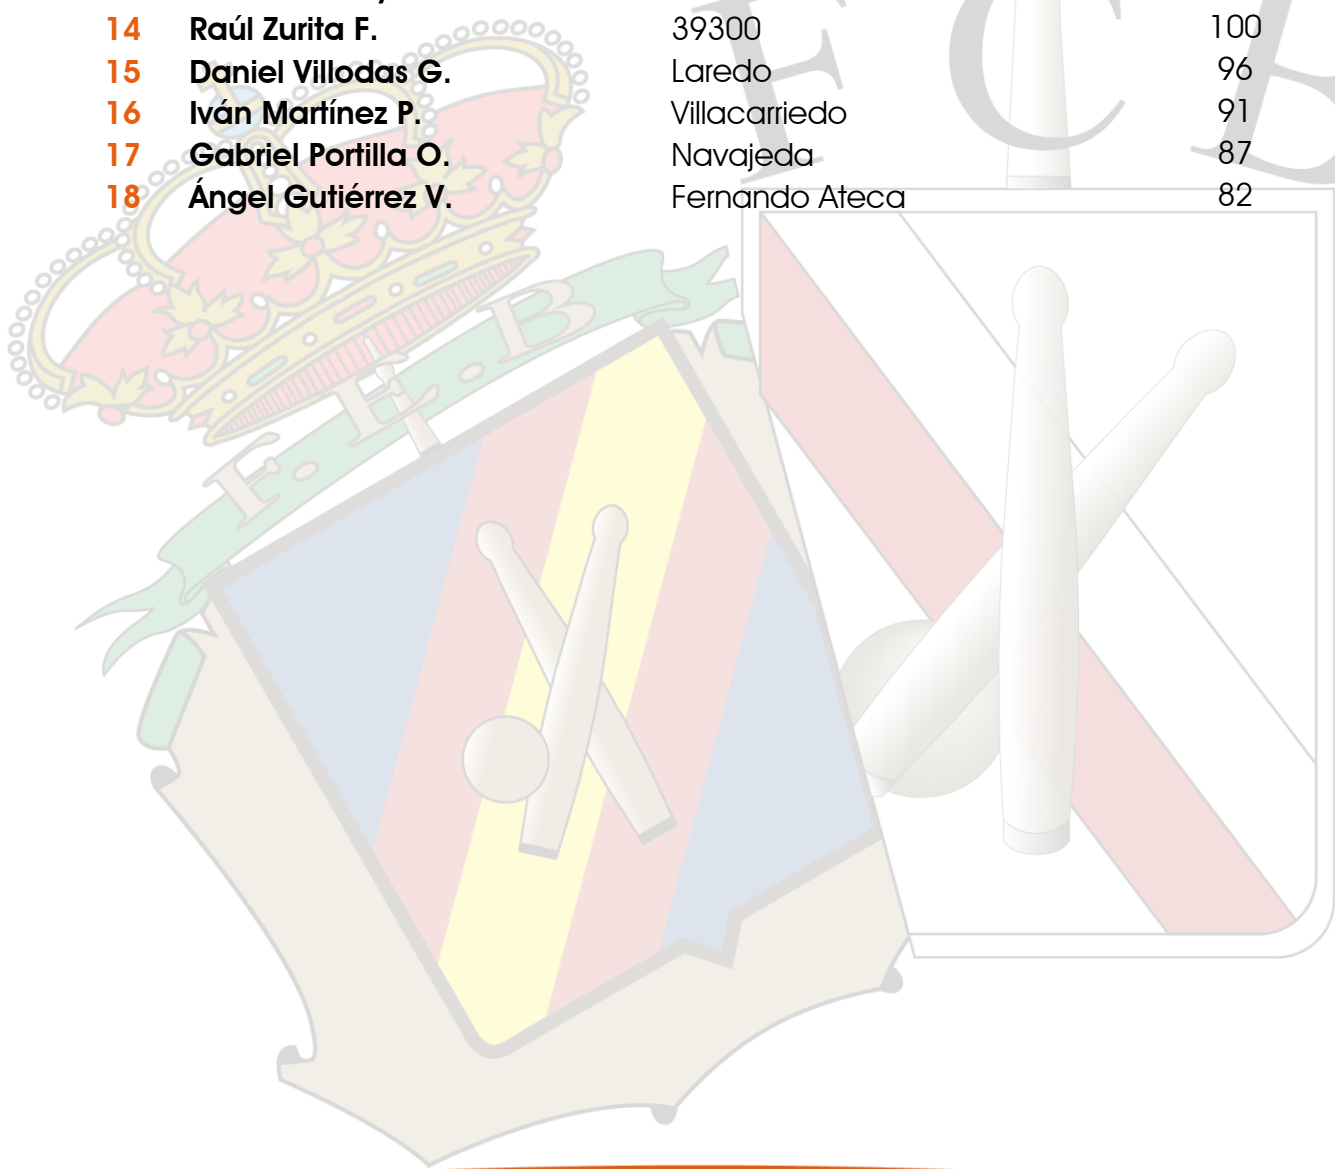 14 Raúl Zurita F. 39300 100
15 Daniel Villodas G. Laredo 96
16 Iván Martínez P. Villacarriedo 91
17 Gabriel Portilla O. Navajeda 87
18 Ángel Gutiérrez V. Fernando Ateca 82
F C B
F. E. B